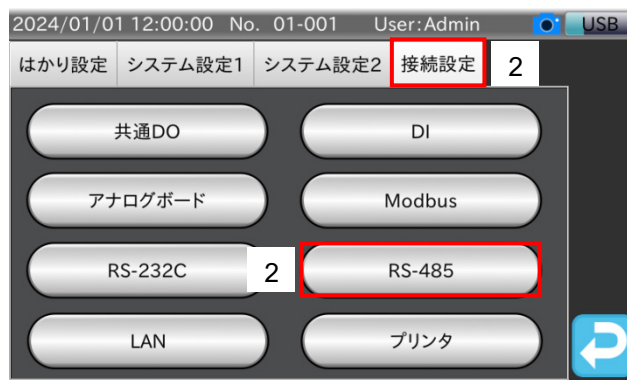 2024/01/01 12:00:00 No. 01-001 User:Admin USB
はかり設定 システム設定1 システム設定2 接続設定 2
共通DO DI
アナログボード Modbus
RS-232C 2 RS-485
LAN プリンタ